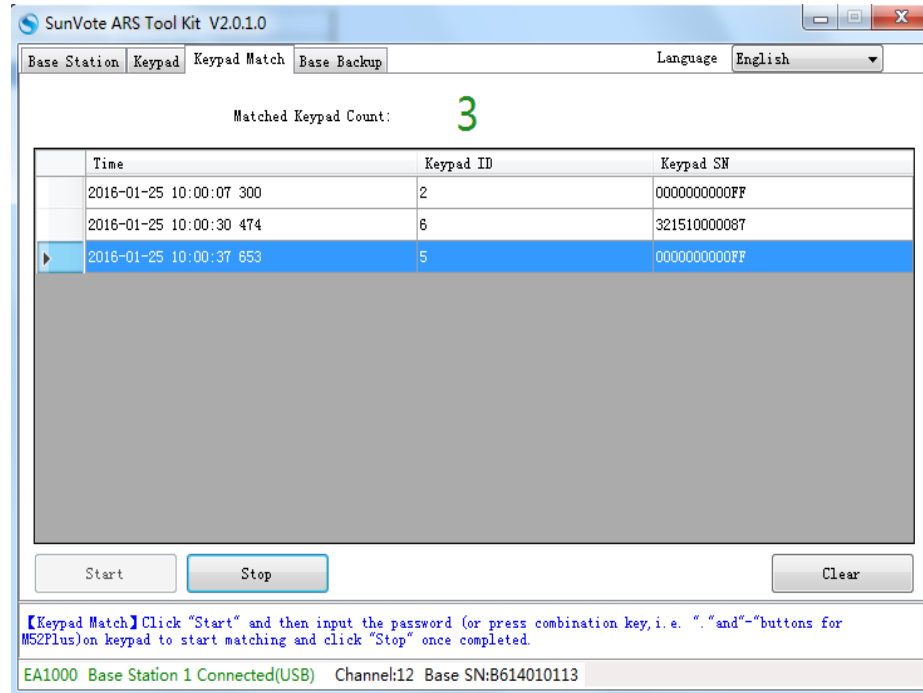 SunVote ARS Tool Kit V2.0.1.0
Base Station Keypad Keypad Match Base Backup Language English
Matched Keypad Count: 3
Time Keypad ID Keypad SN
2016-01-25 10:00:07 300 2 0000000000FF
2016-01-25 10:00:30 474 6 321510000087
2016-01-25 10:00:37 653 5 0000000000FF
Start Stop Clear
【Keypad Match】Click "Start" and then input the password (or press combination key,i.e. "."and"-"buttons for
M52Plus)on keypad to start matching and click "Stop" once completed.
EA1000 Base Station 1 Connected(USB) Channel:12 Base SN:B614010113